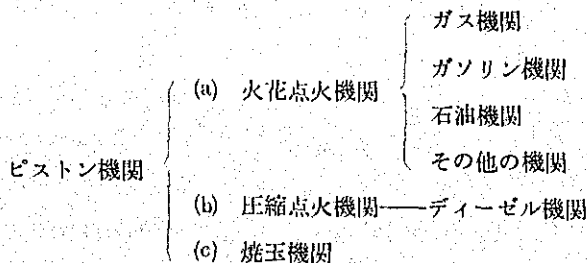 ガス機関
ガソリン機関
(a) 火花点火機関
石油機関
その他の機関
ピストン機関
(b) 圧縮点火機関——ディーゼル機関
(c) 焼玉機関